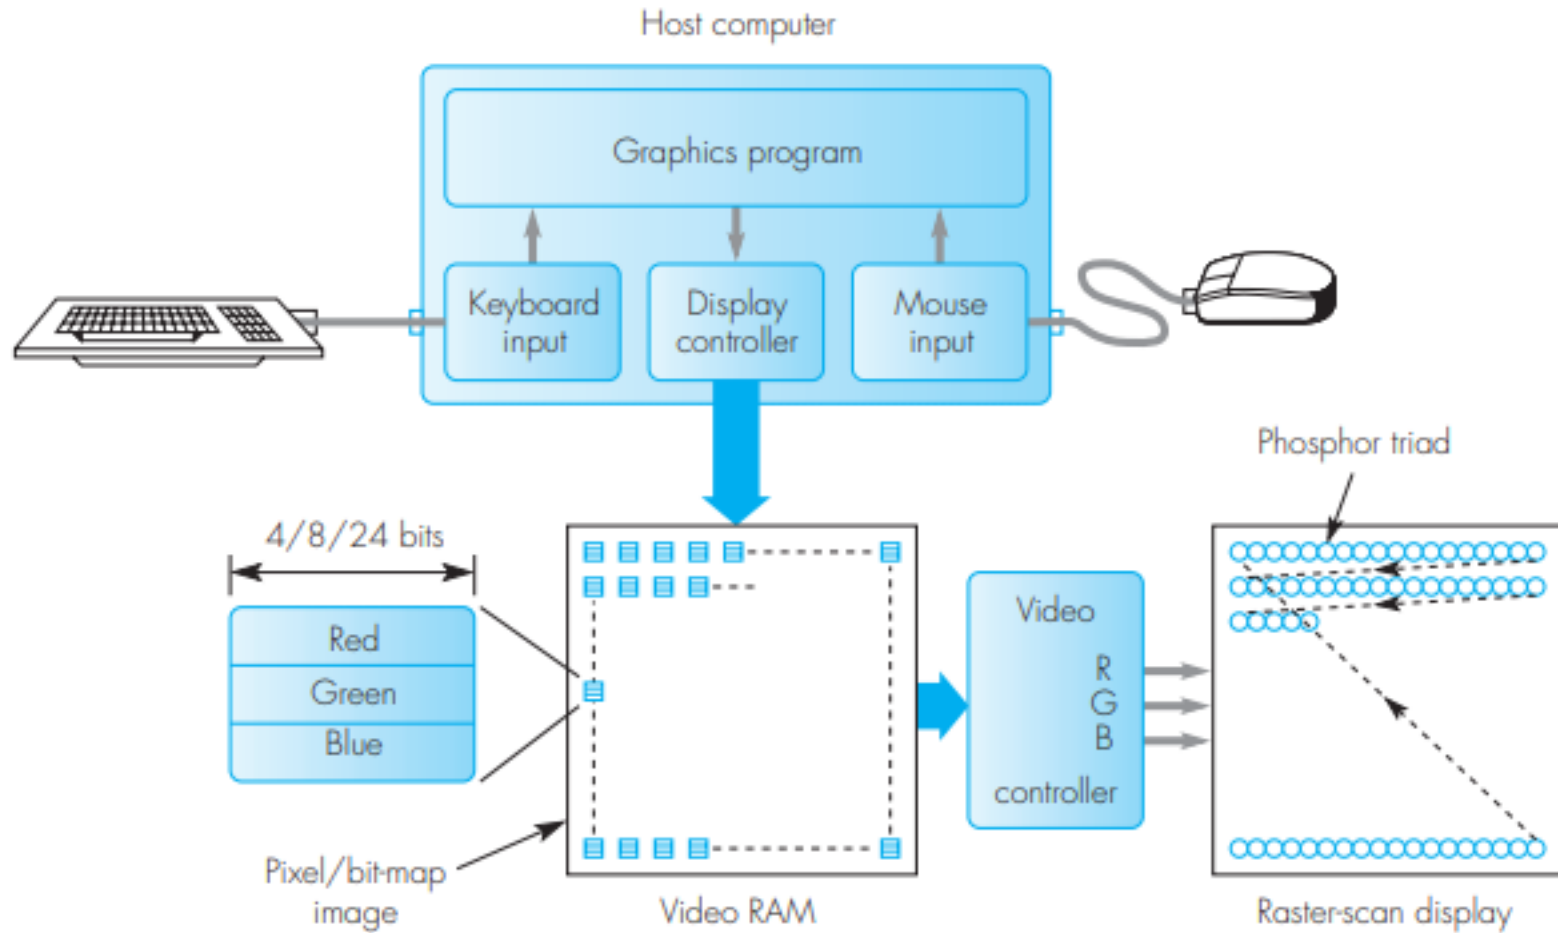 Host computer
Graphics program
Keyboard
input
Display
controller
Mouse
input
Phosphor triad
4/8/24 bits
Red
Green
Blue
Video
R
G
B
controller
Pixel/bit-map
image
Video RAM
Raster-scan display